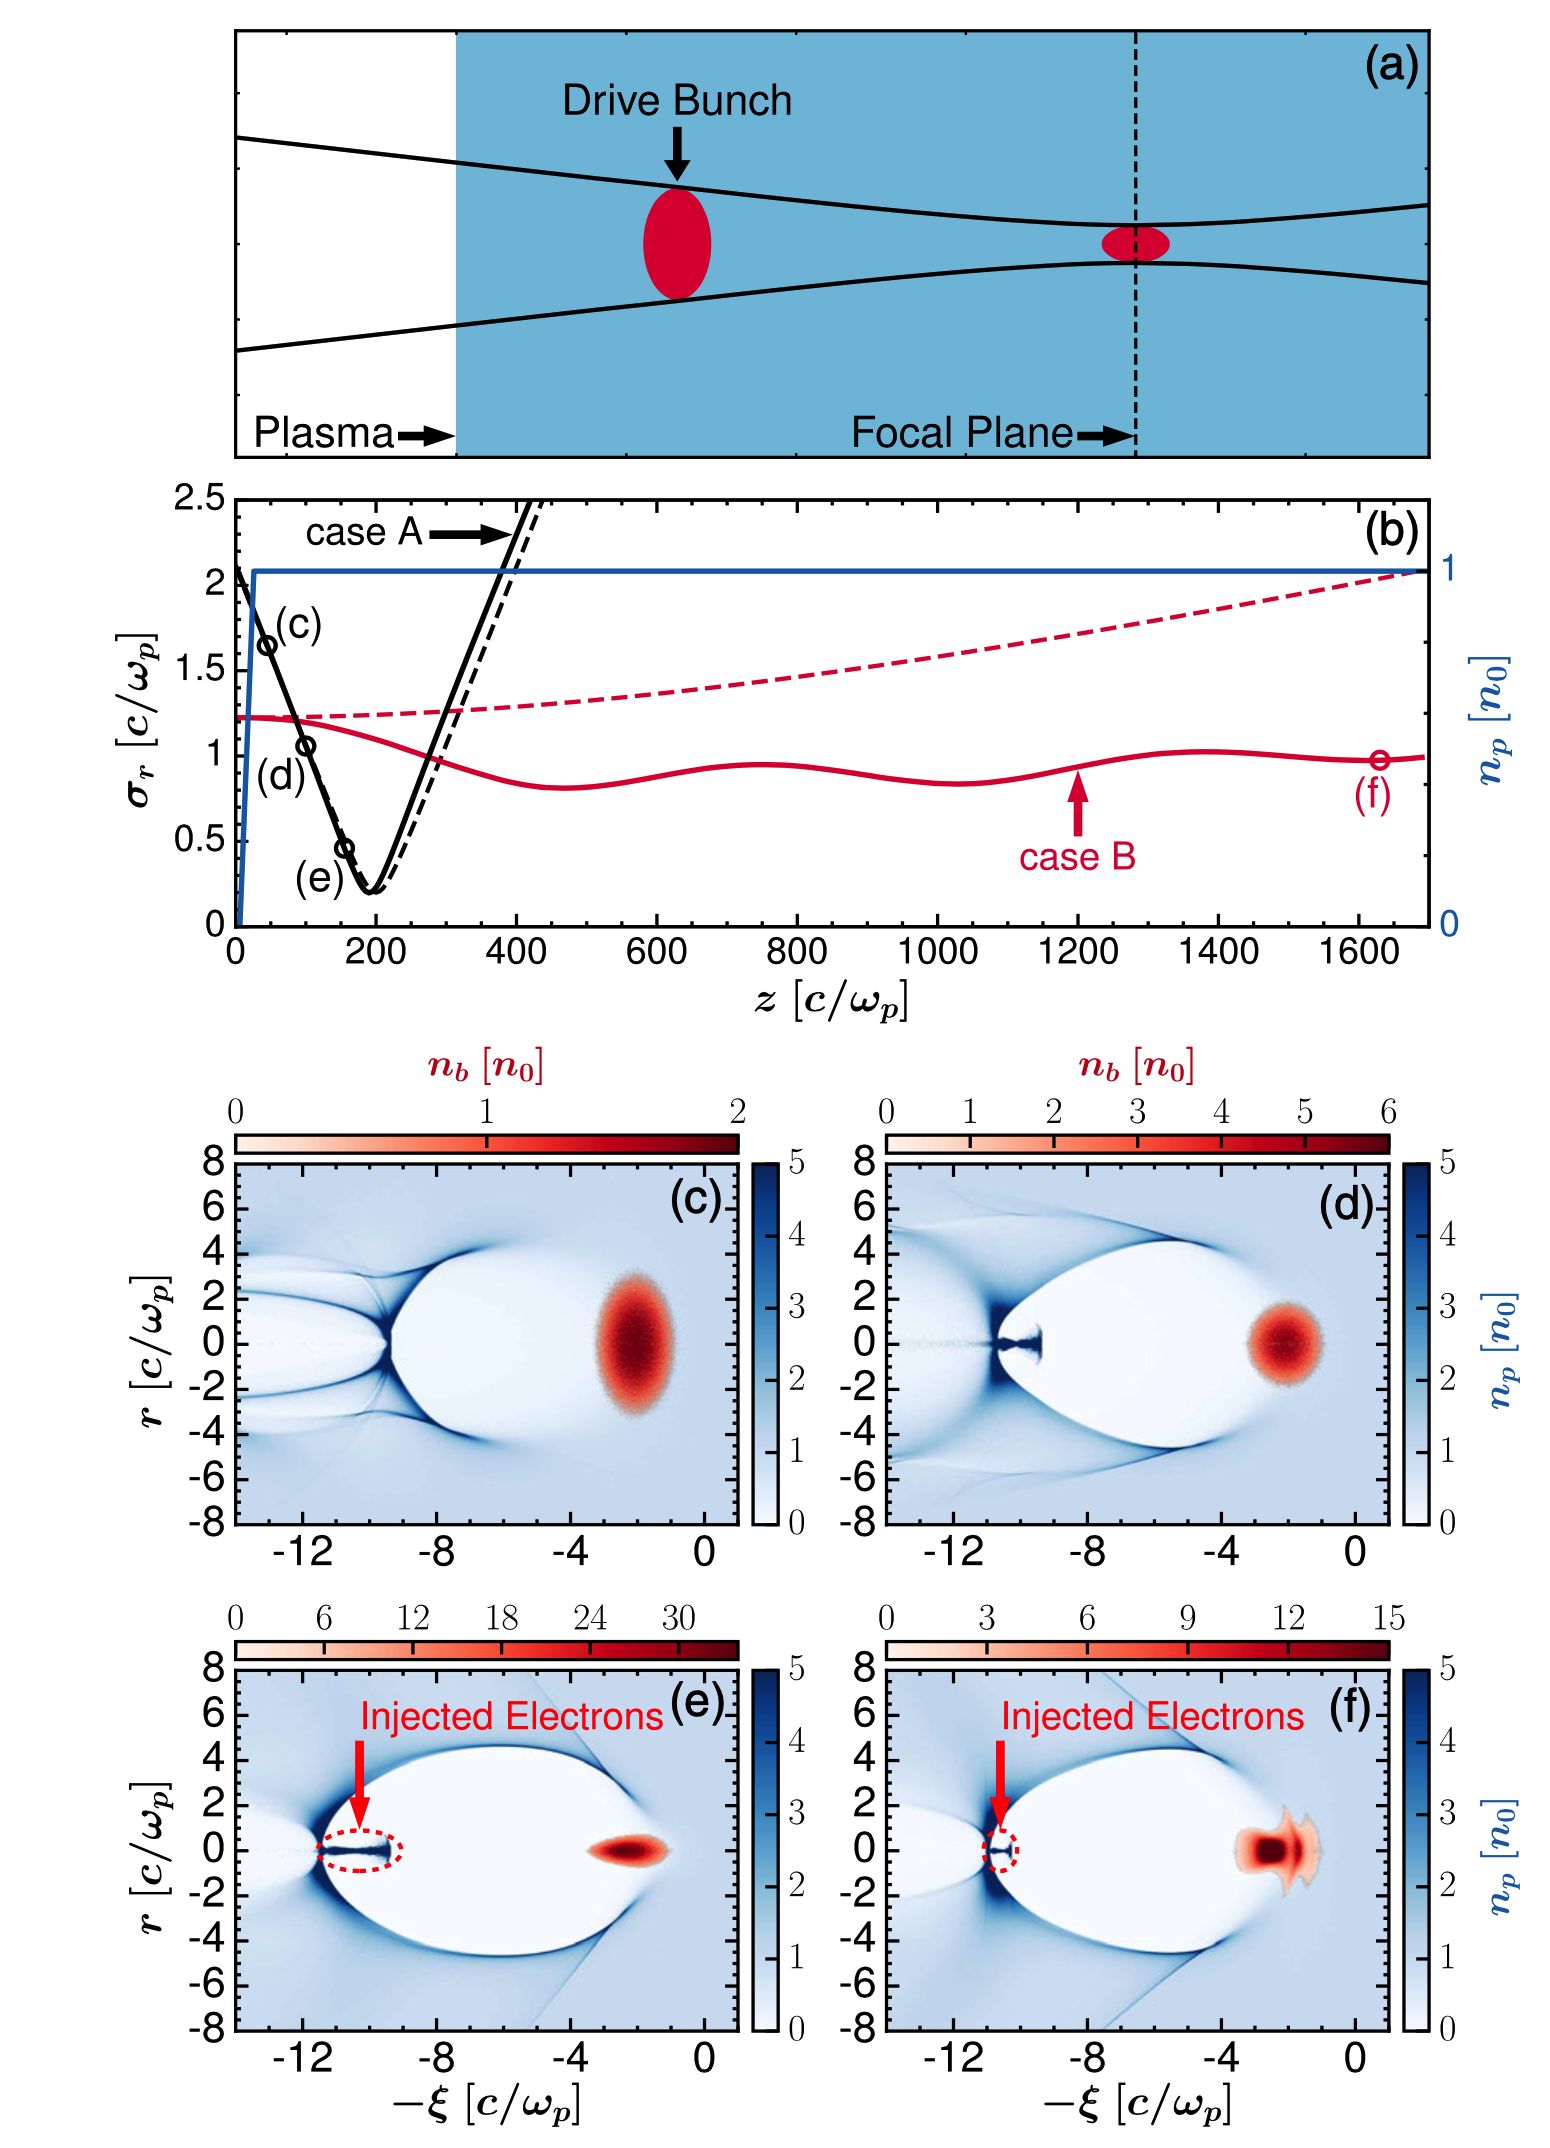 (a)
Drive Bunch
Plasma
Focal Plane
2.5
2
1.5
1
0.5
0
σr [c/ωp]
case A
(b)
(c)
(d)
(e)
(f)
case B
1
0
np [n0]
0 200 400 600 800 1000 1200 1400 1600
z [c/ωp]
nb [n0]
0 1 2
8
6
4
2
0
-2
-4
-6
-8
r [c/ωp]
(c)
5
4
3
2
1
0
-12 -8 -4 0
nb [n0]
0 1 2 3 4 5 6
8
6
4
2
0
-2
-4
-6
-8
(d)
5
4
3
2
1
0
np [n0]
-12 -8 -4 0
0 6 12 18 24 30
8
6
4
2
0
-2
-4
-6
-8
r [c/ωp]
(e)
Injected Electrons
5
4
3
2
1
0
-12 -8 -4 0
−ξ [c/ωp]
0 3 6 9 12 15
8
6
4
2
0
-2
-4
-6
-8
(f)
Injected Electrons
5
4
3
2
1
0
np [n0]
-12 -8 -4 0
−ξ [c/ωp]